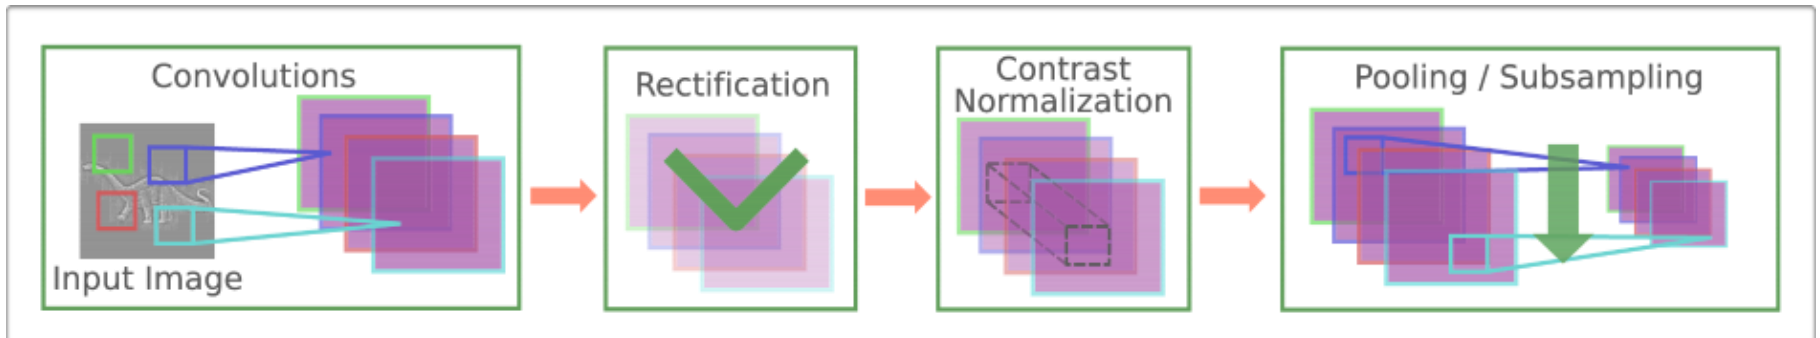 Convolutions
Input Image
Rectification
Contrast
Normalization
Pooling / Subsampling